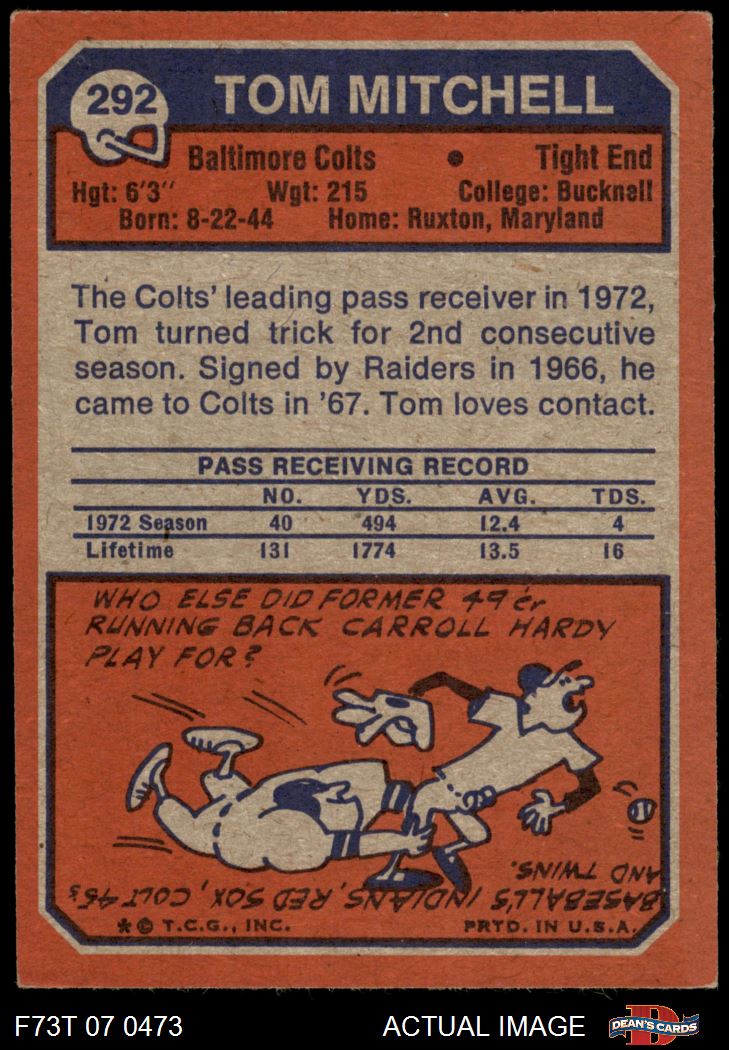 292
TOM MITCHELL
Baltimore Colts • Tight End
Hgt: 6'3" Wgt: 215 College: Bucknell
Born: 8-22-44 Home: Ruxton, Maryland
The Colts' leading pass receiver in 1972,
Tom turned trick for 2nd consecutive
season. Signed by Raiders in 1966, he
came to Colts in '67. Tom loves contact.
PASS RECEIVING RECORD
NO. YDS. AVG. TDS.
1972 Season 40 494 12.4 4
Lifetime 131 1774 13.5 16
WHO ELSE DID FORMER 49ér
RUNNING BACK CARROLL HARDY
PLAY FOR?
BASEBALL'S INDIANS, RED SOX, COLT 45s
AND TWINS.
* © T.C.G., INC. PRTD. IN U.S.A.
F73T 07 0473 ACTUAL IMAGE D DEAN'S CARDS